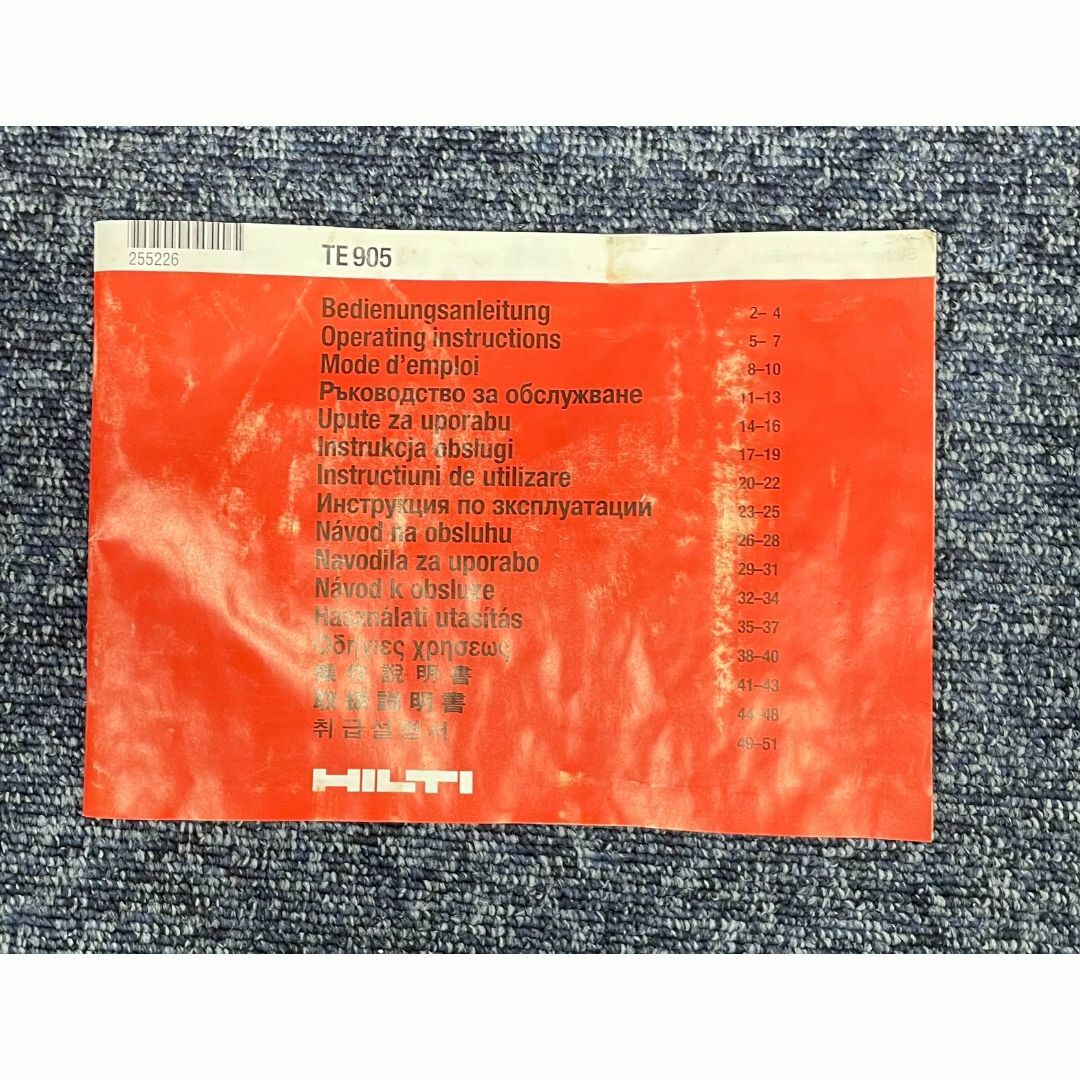 255226
TE 905
Bedienungsanleitung 2– 4
Operating instructions 5– 7
Mode d’emploi 8–10
Ръководство за обслужване 11–13
Upute za uporabu 14–16
Instrukcja obsługi 17–19
Instructiuni de utilizare 20–22
Инструкция по зксплуатации 23–25
Návod na obsluhu 26–28
Navodila za uporabo 29–31
Návod k obsluze 32–34
Használati utasítás 35–37
Οδηγιες χρησεως 38–40
說明書 41–43
取扱説明書 44–48
취급설명서 49–51
HILTI